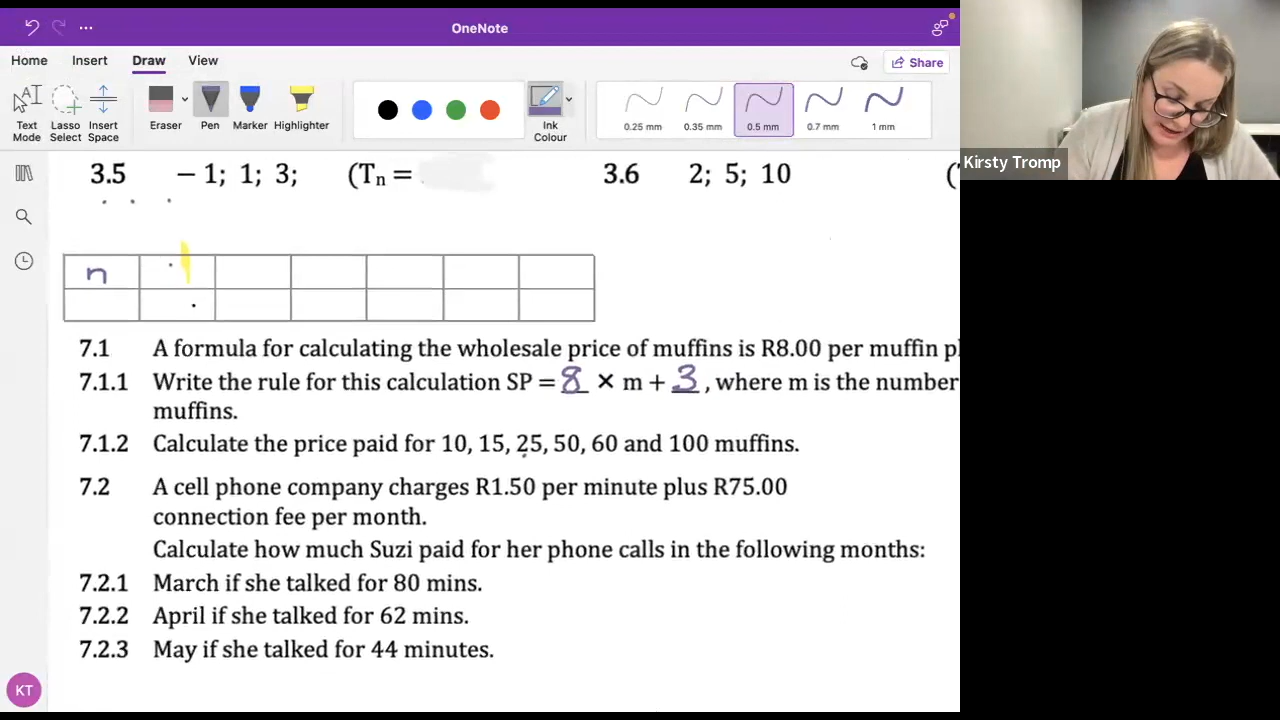 OneNote
Home Insert Draw View
Share
Text Mode
Lasso Select
Insert Space
Eraser
Pen
Marker
Highlighter
Ink Colour
0.25 mm
0.35 mm
0.5 mm
0.7 mm
1 mm
Kirsty Tromp
3.5 – 1; 1; 3; (Tn = 3.6 2; 5; 10 (
n
7.1 A formula for calculating the wholesale price of muffins is R8.00 per muffin
7.1.1 Write the rule for this calculation SP = 8 × m + 3, where m is the number
muffins.
7.1.2 Calculate the price paid for 10, 15, 25, 50, 60 and 100 muffins.
7.2 A cell phone company charges R1.50 per minute plus R75.00
connection fee per month.
Calculate how much Suzi paid for her phone calls in the following months:
7.2.1 March if she talked for 80 mins.
7.2.2 April if she talked for 62 mins.
7.2.3 May if she talked for 44 minutes.
KT